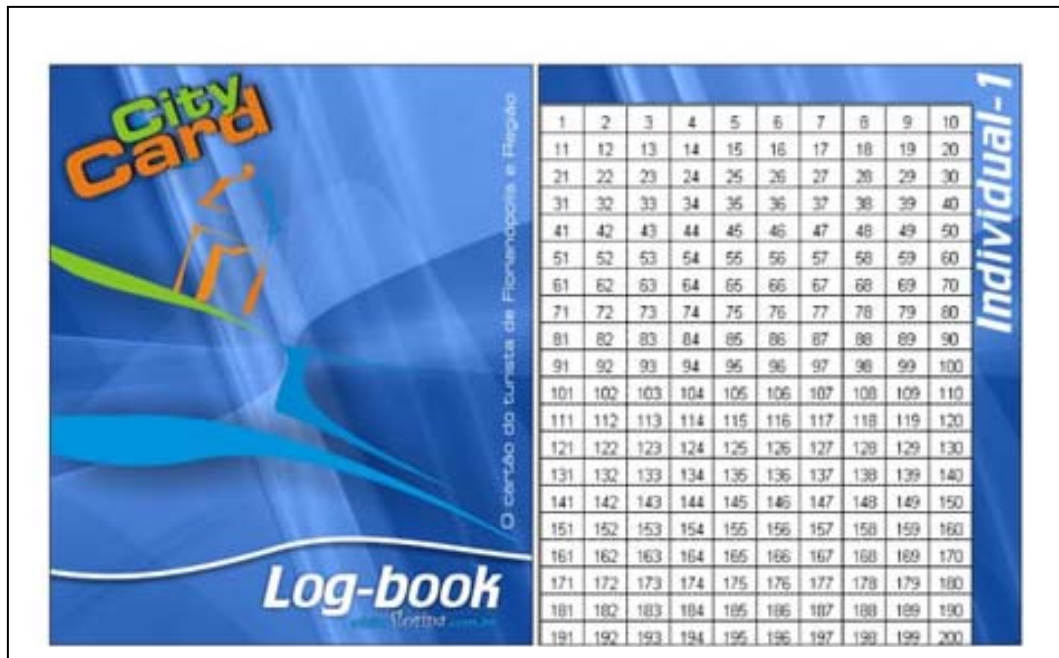 City
Card
O cartão do turista de Florianópolis e Região
Log-book
Individual-1
1 2 3 4 5 6 7 8 9 10
11 12 13 14 15 16 17 18 19 20
21 22 23 24 25 26 27 28 29 30
31 32 33 34 35 36 37 38 39 40
41 42 43 44 45 46 47 48 49 50
51 52 53 54 55 56 57 58 59 60
61 62 63 64 65 66 67 68 69 70
71 72 73 74 75 76 77 78 79 80
81 82 83 84 85 86 87 88 89 90
91 92 93 94 95 96 97 98 99 100
101 102 103 104 105 106 107 108 109 110
111 112 113 114 115 116 117 118 119 120
121 122 123 124 125 126 127 128 129 130
131 132 133 134 135 136 137 138 139 140
141 142 143 144 145 146 147 148 149 150
151 152 153 154 155 156 157 158 159 160
161 162 163 164 165 166 167 168 169 170
171 172 173 174 175 176 177 178 179 180
181 182 183 184 185 186 187 188 189 190
191 192 193 194 195 196 197 198 199 200